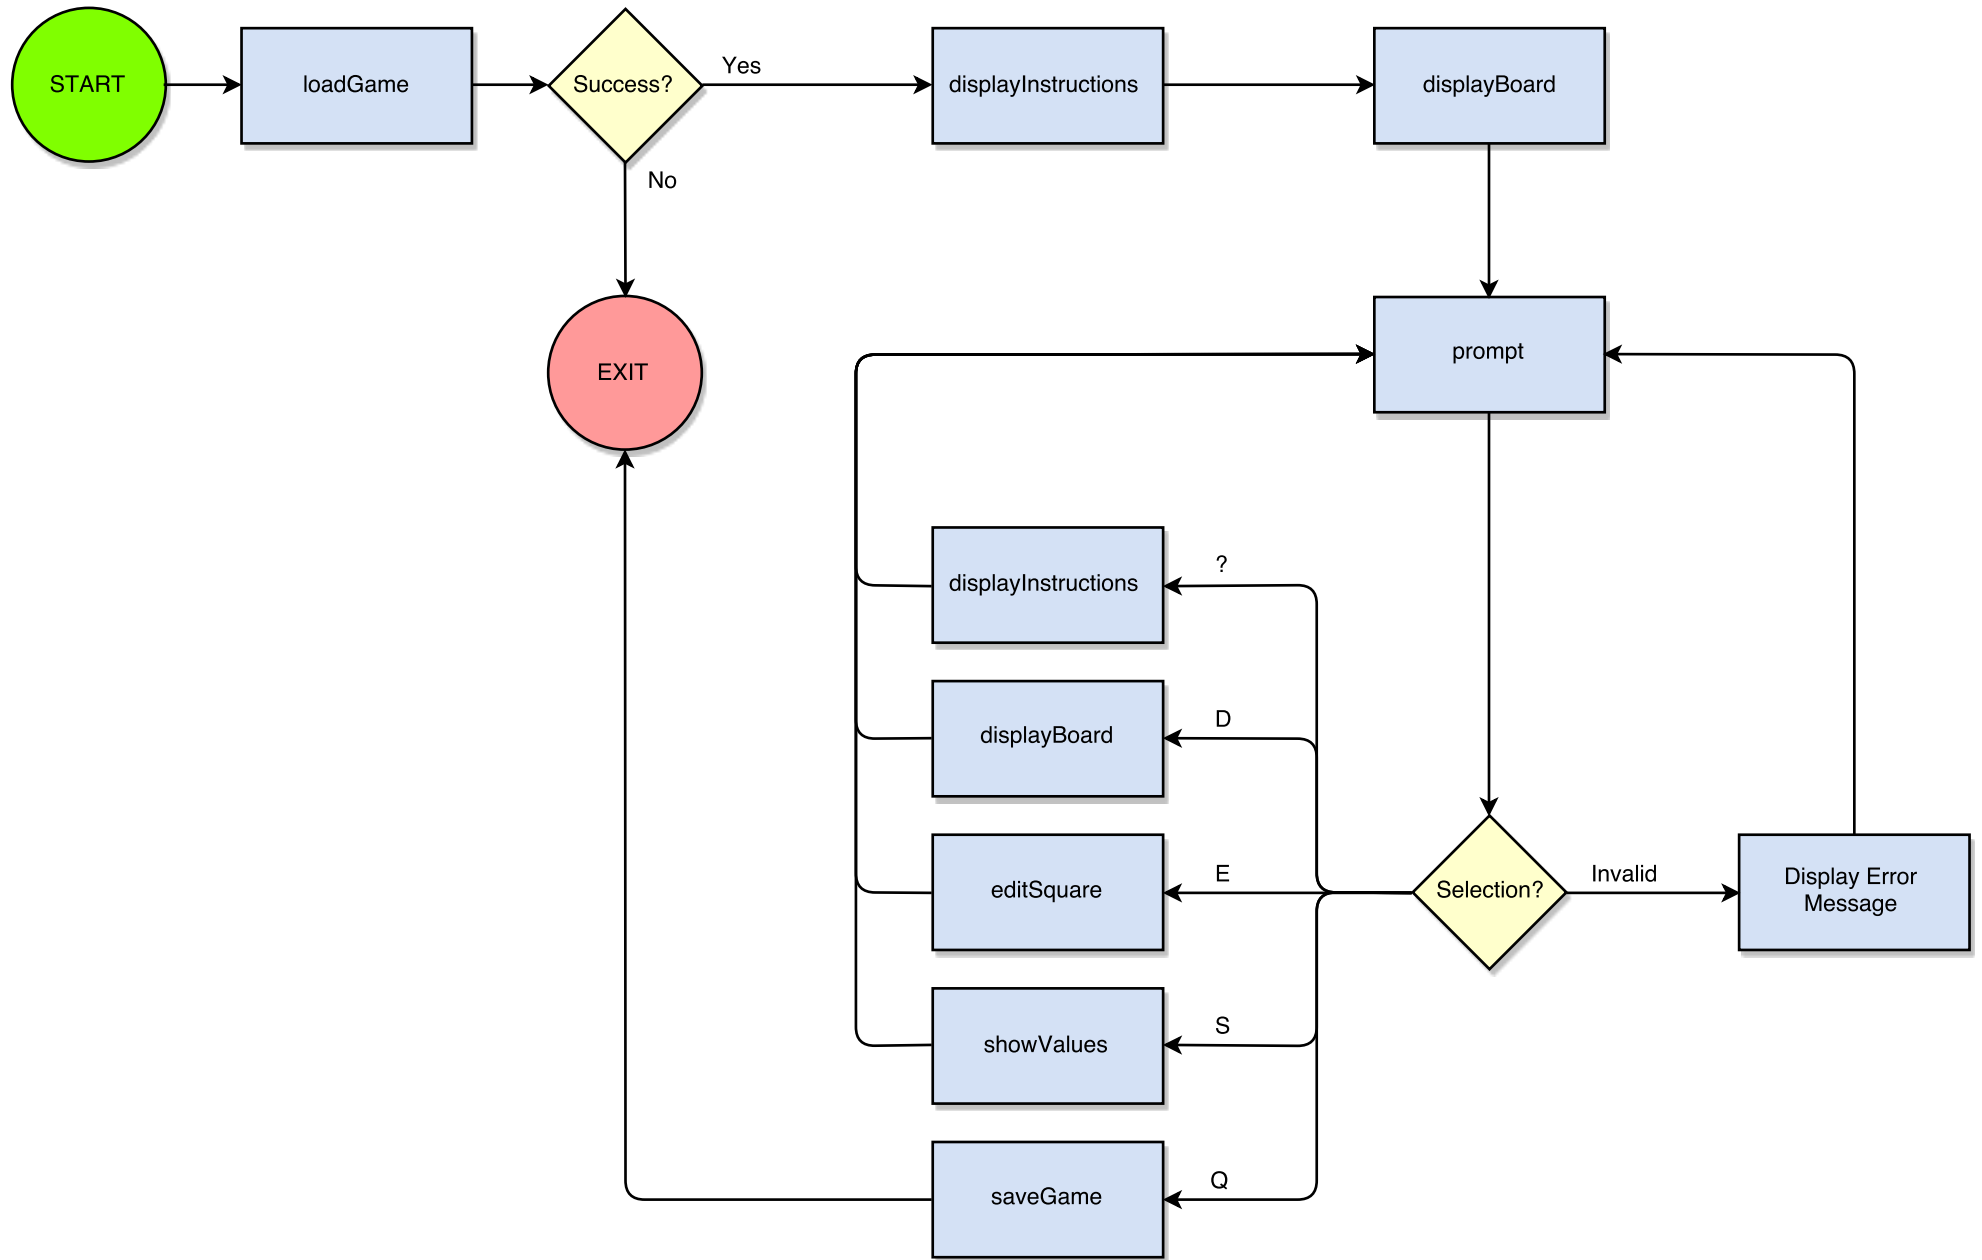 START
loadGame
Success?
Yes
displayInstructions
displayBoard
No
EXIT
prompt
?
displayInstructions
D
displayBoard
E
editSquare
Selection?
Invalid
Display Error
Message
S
showValues
Q
saveGame